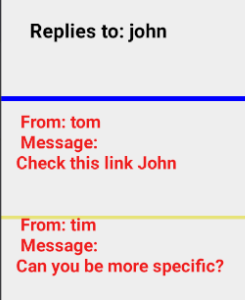 Replies to: john
From: tom
Message:
Check this link John
From: tim
Message:
Can you be more specific?